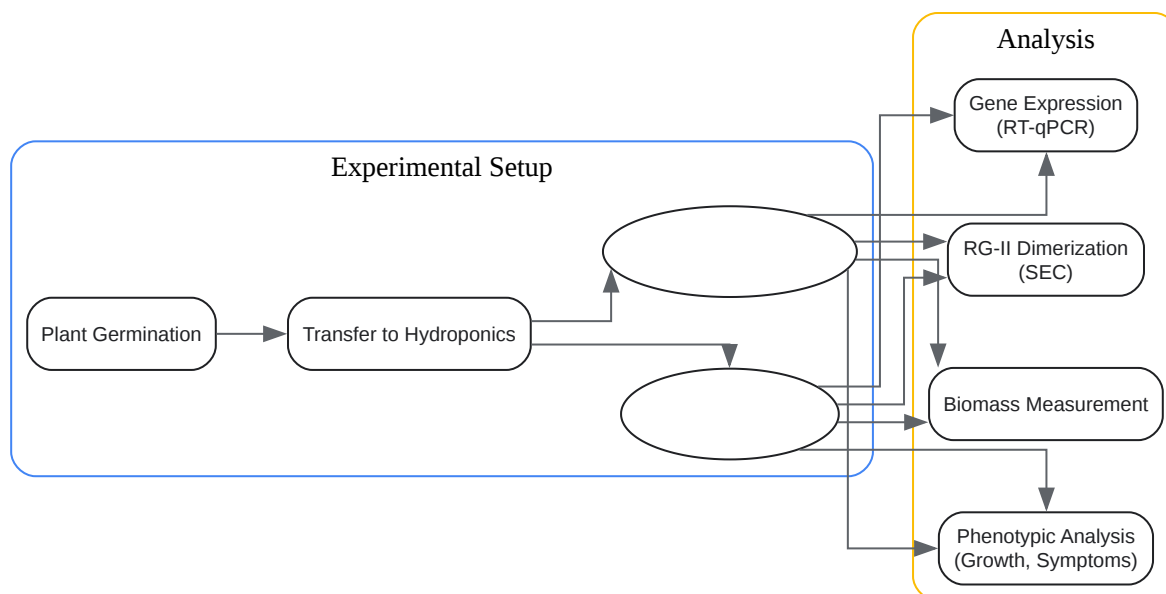 Experimental Setup
Plant Germination
Transfer to Hydroponics
Analysis
Gene Expression
(RT-qPCR)
RG-II Dimerization
(SEC)
Biomass Measurement
Phenotypic Analysis
(Growth, Symptoms)